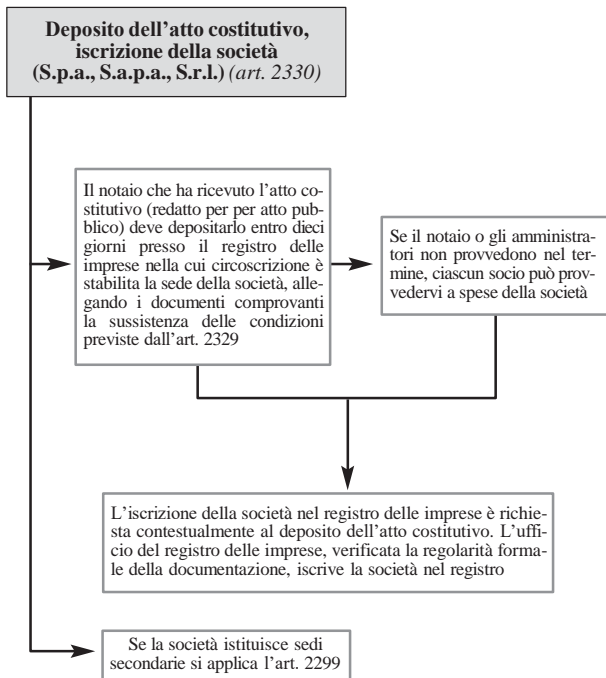 Deposito dell’atto costitutivo,
iscrizione della società
(S.p.a., S.a.p.a., S.r.l.) (art. 2330)
Il notaio che ha ricevuto l’atto co-
stitutivo (redatto per per atto pub-
blico) deve depositarlo entro dieci
giorni presso il registro delle
imprese nella cui circoscrizione è
stabilita la sede della società, alle-
gando i documenti comprovanti
la sussistenza delle condizioni
previste dall’art. 2329
Se il notaio o gli amministra-
tori non provvedono nel ter-
mine, ciascun socio può prov-
vedervi a spese della società
L’iscrizione della società nel registro delle imprese è richie-
sta contestualmente al deposito dell’atto costitutivo. L’uffi-
cio del registro delle imprese, verificata la regolarità forma-
le della documentazione, iscrive la società nel registro
Se la società istituisce sedi
secondarie si applica l’art. 2299